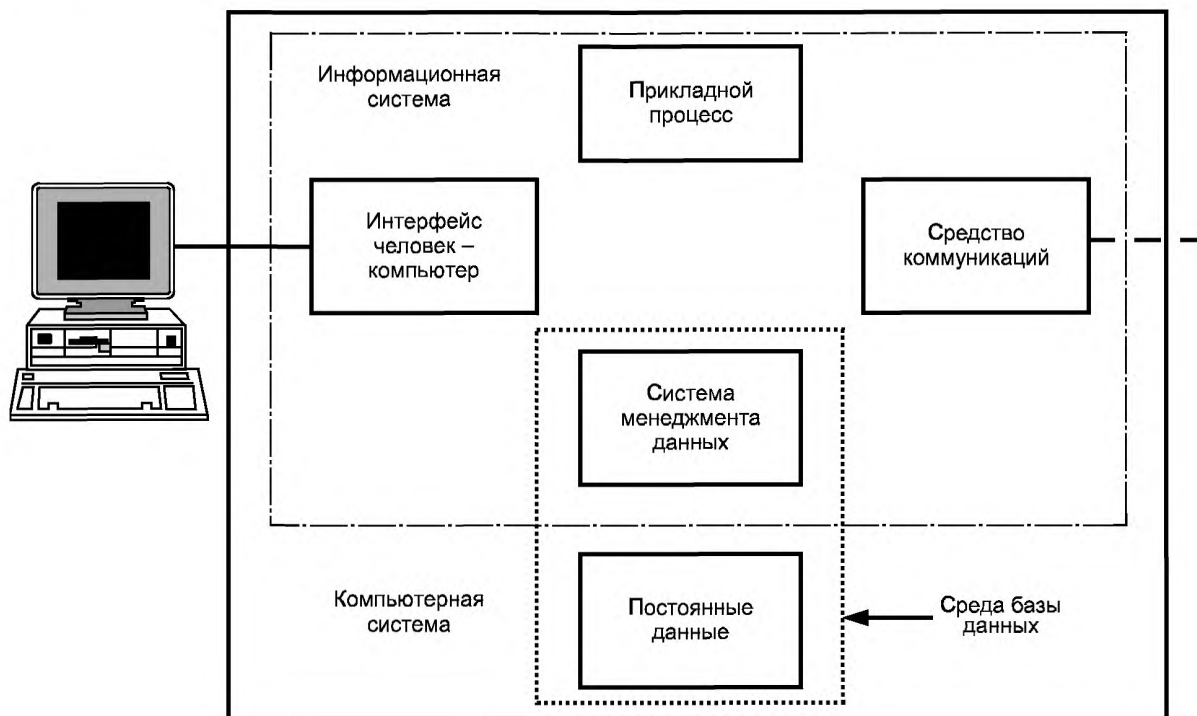 Информационная
система
Прикладной
процесс
Интерфейс
человек –
компьютер
Средство
коммуникаций
Система
менеджмента
данных
Компьютерная
система
Постоянные
данные
Среда базы
данных